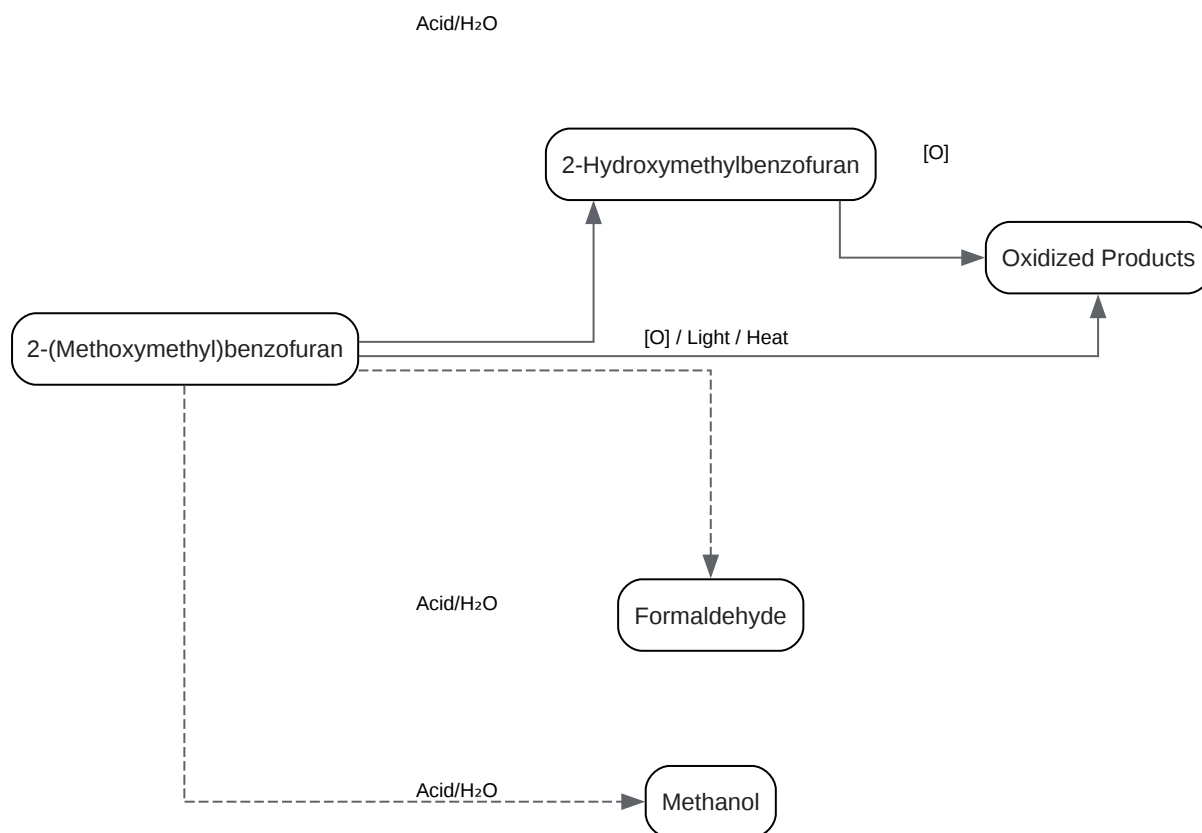 Acid/H₂O
2-Hydroxymethylbenzofuran
[O]
Oxidized Products
2-(Methoxymethyl)benzofuran
[O] / Light / Heat
Acid/H₂O
Formaldehyde
Acid/H₂O
Methanol